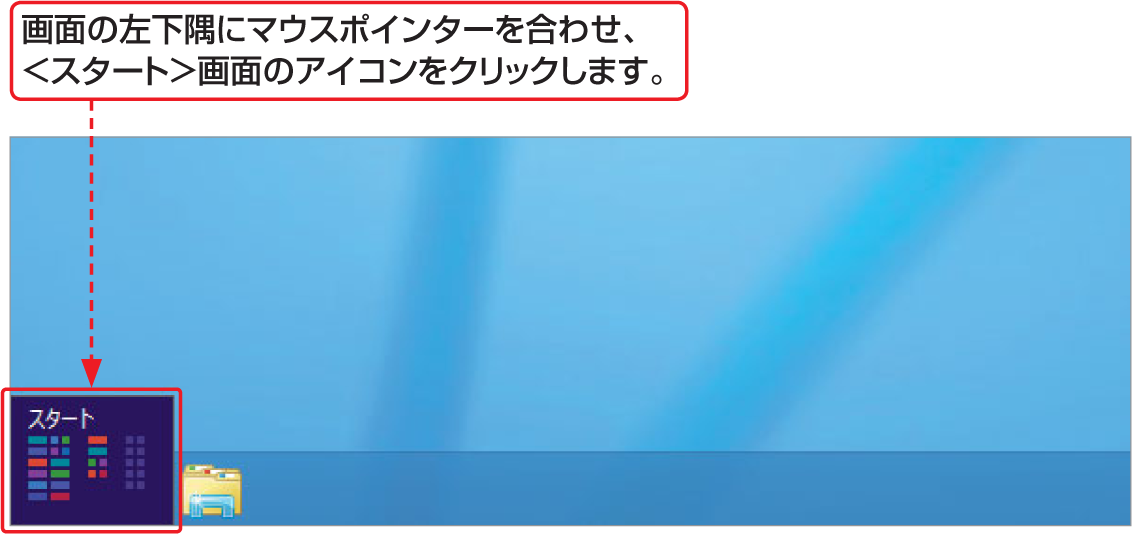 画面の左下隅にマウスポインターを合わせ、
＜スタート＞画面のアイコンをクリックします。
スタート